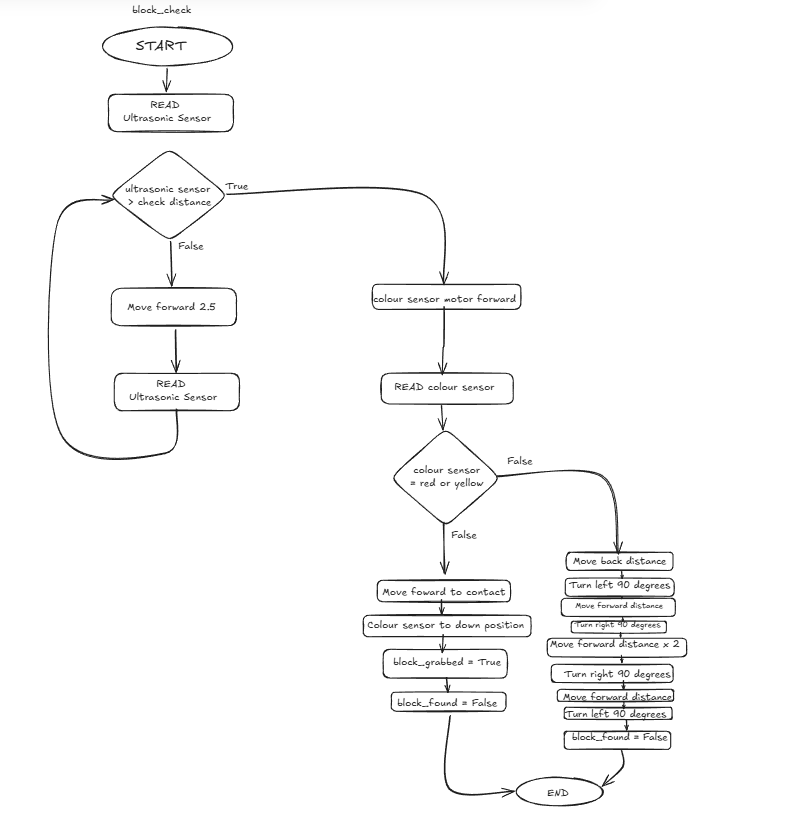 block_check
START
READ
Ultrasonic Sensor
ultrasonic sensor
> check distance
True
False
Move forward 2.5
READ
Ultrasonic Sensor
colour sensor motor forward
READ colour sensor
colour sensor
= red or yellow
False
False
Move foward to contact
Colour sensor to down position
block_grabbed = True
block_found = False
Move back distance
Turn left 90 degrees
Move forward distance
Turn right 90 degrees
Move forward distance x 2
Turn right 90 degrees
Move forward distance
Turn left 90 degrees
block_found = False
END